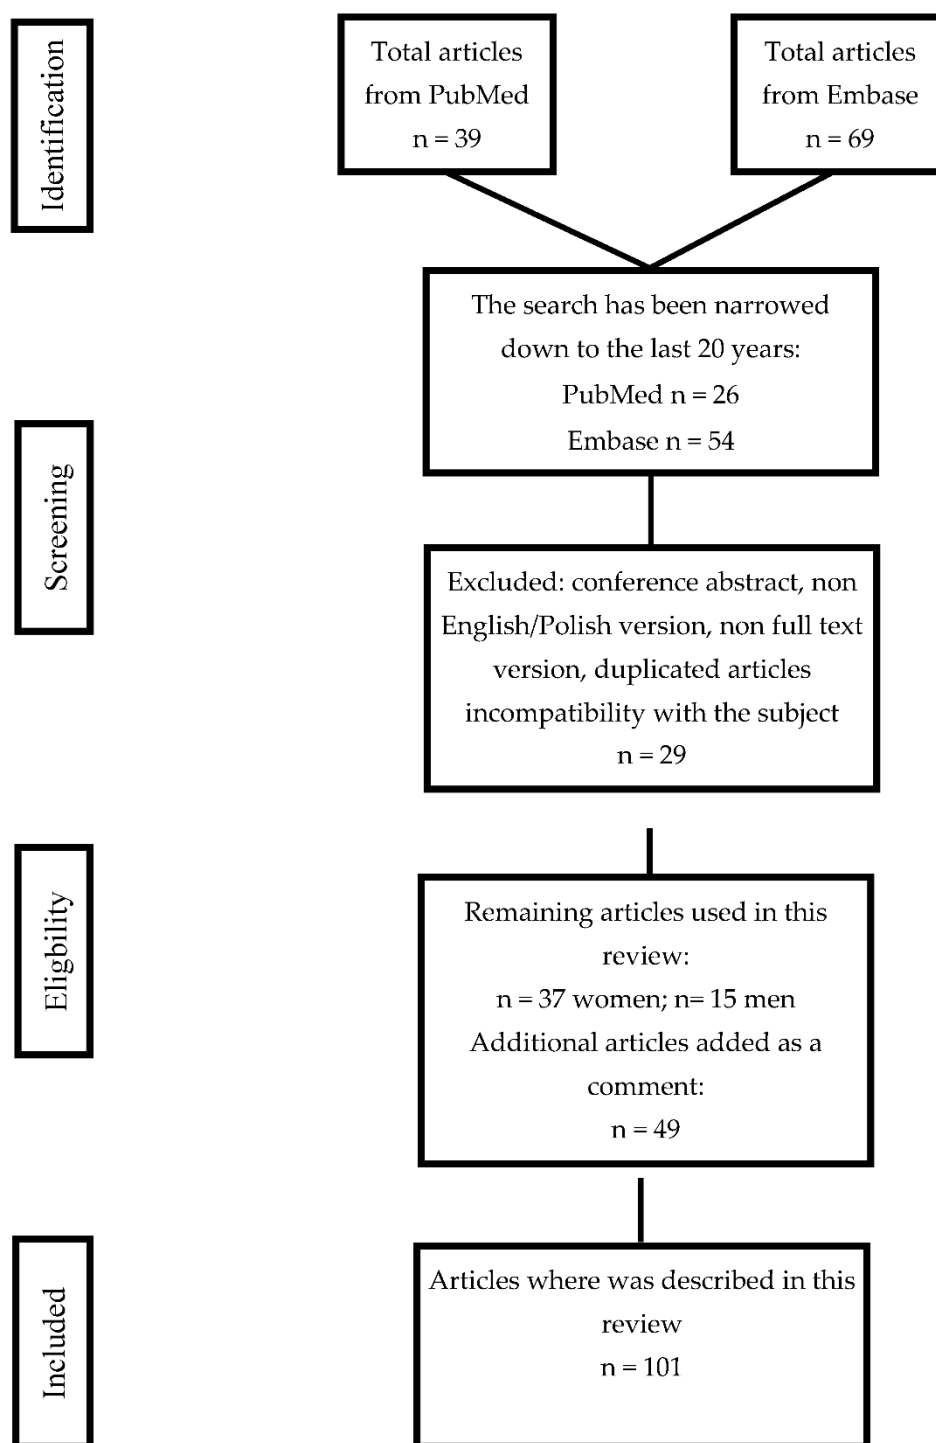 Identification
Total articles
from PubMed
n = 39
Total articles
from Embase
n = 69
The search has been narrowed
down to the last 20 years:
PubMed n = 26
Embase n = 54
Screening
Excluded: conference abstract, non
English/Polish version, non full text
version, duplicated articles
incompatibility with the subject
n = 29
Eligbility
Remaining articles used in this
review:
n = 37 women; n= 15 men
Additional articles added as a
comment:
n = 49
Included
Articles where was described in this
review
n = 101